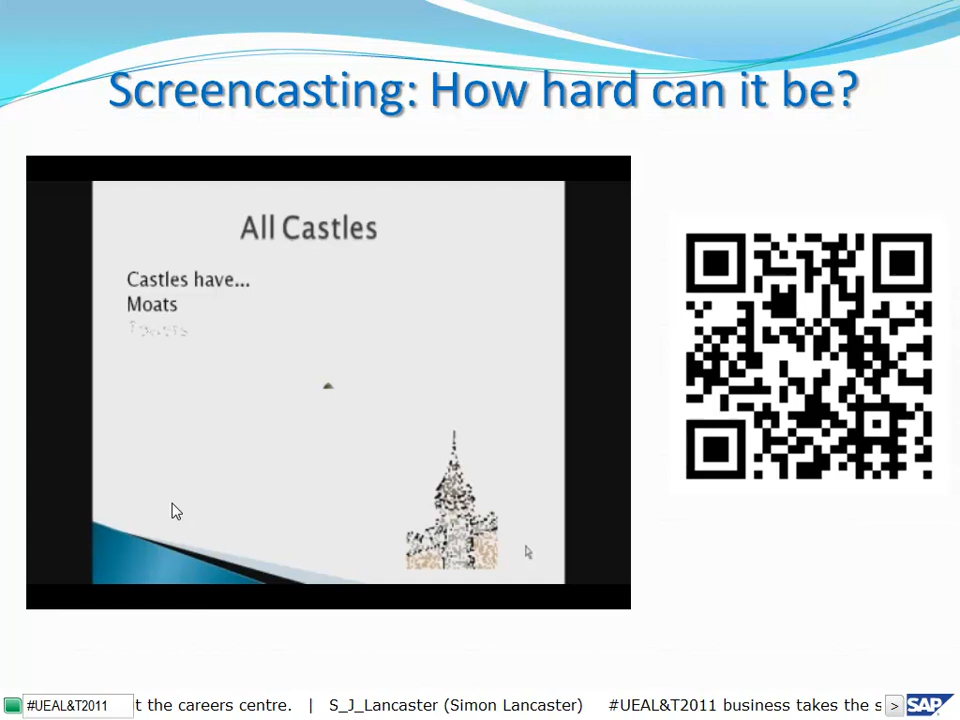 Screencasting: How hard can it be?
All Castles
Castles have...
Moats
#UEAL&T2011
t the careers centre. | S_J_Lancaster (Simon Lancaster) #UEAL&T2011 business takes the s
>
SAP